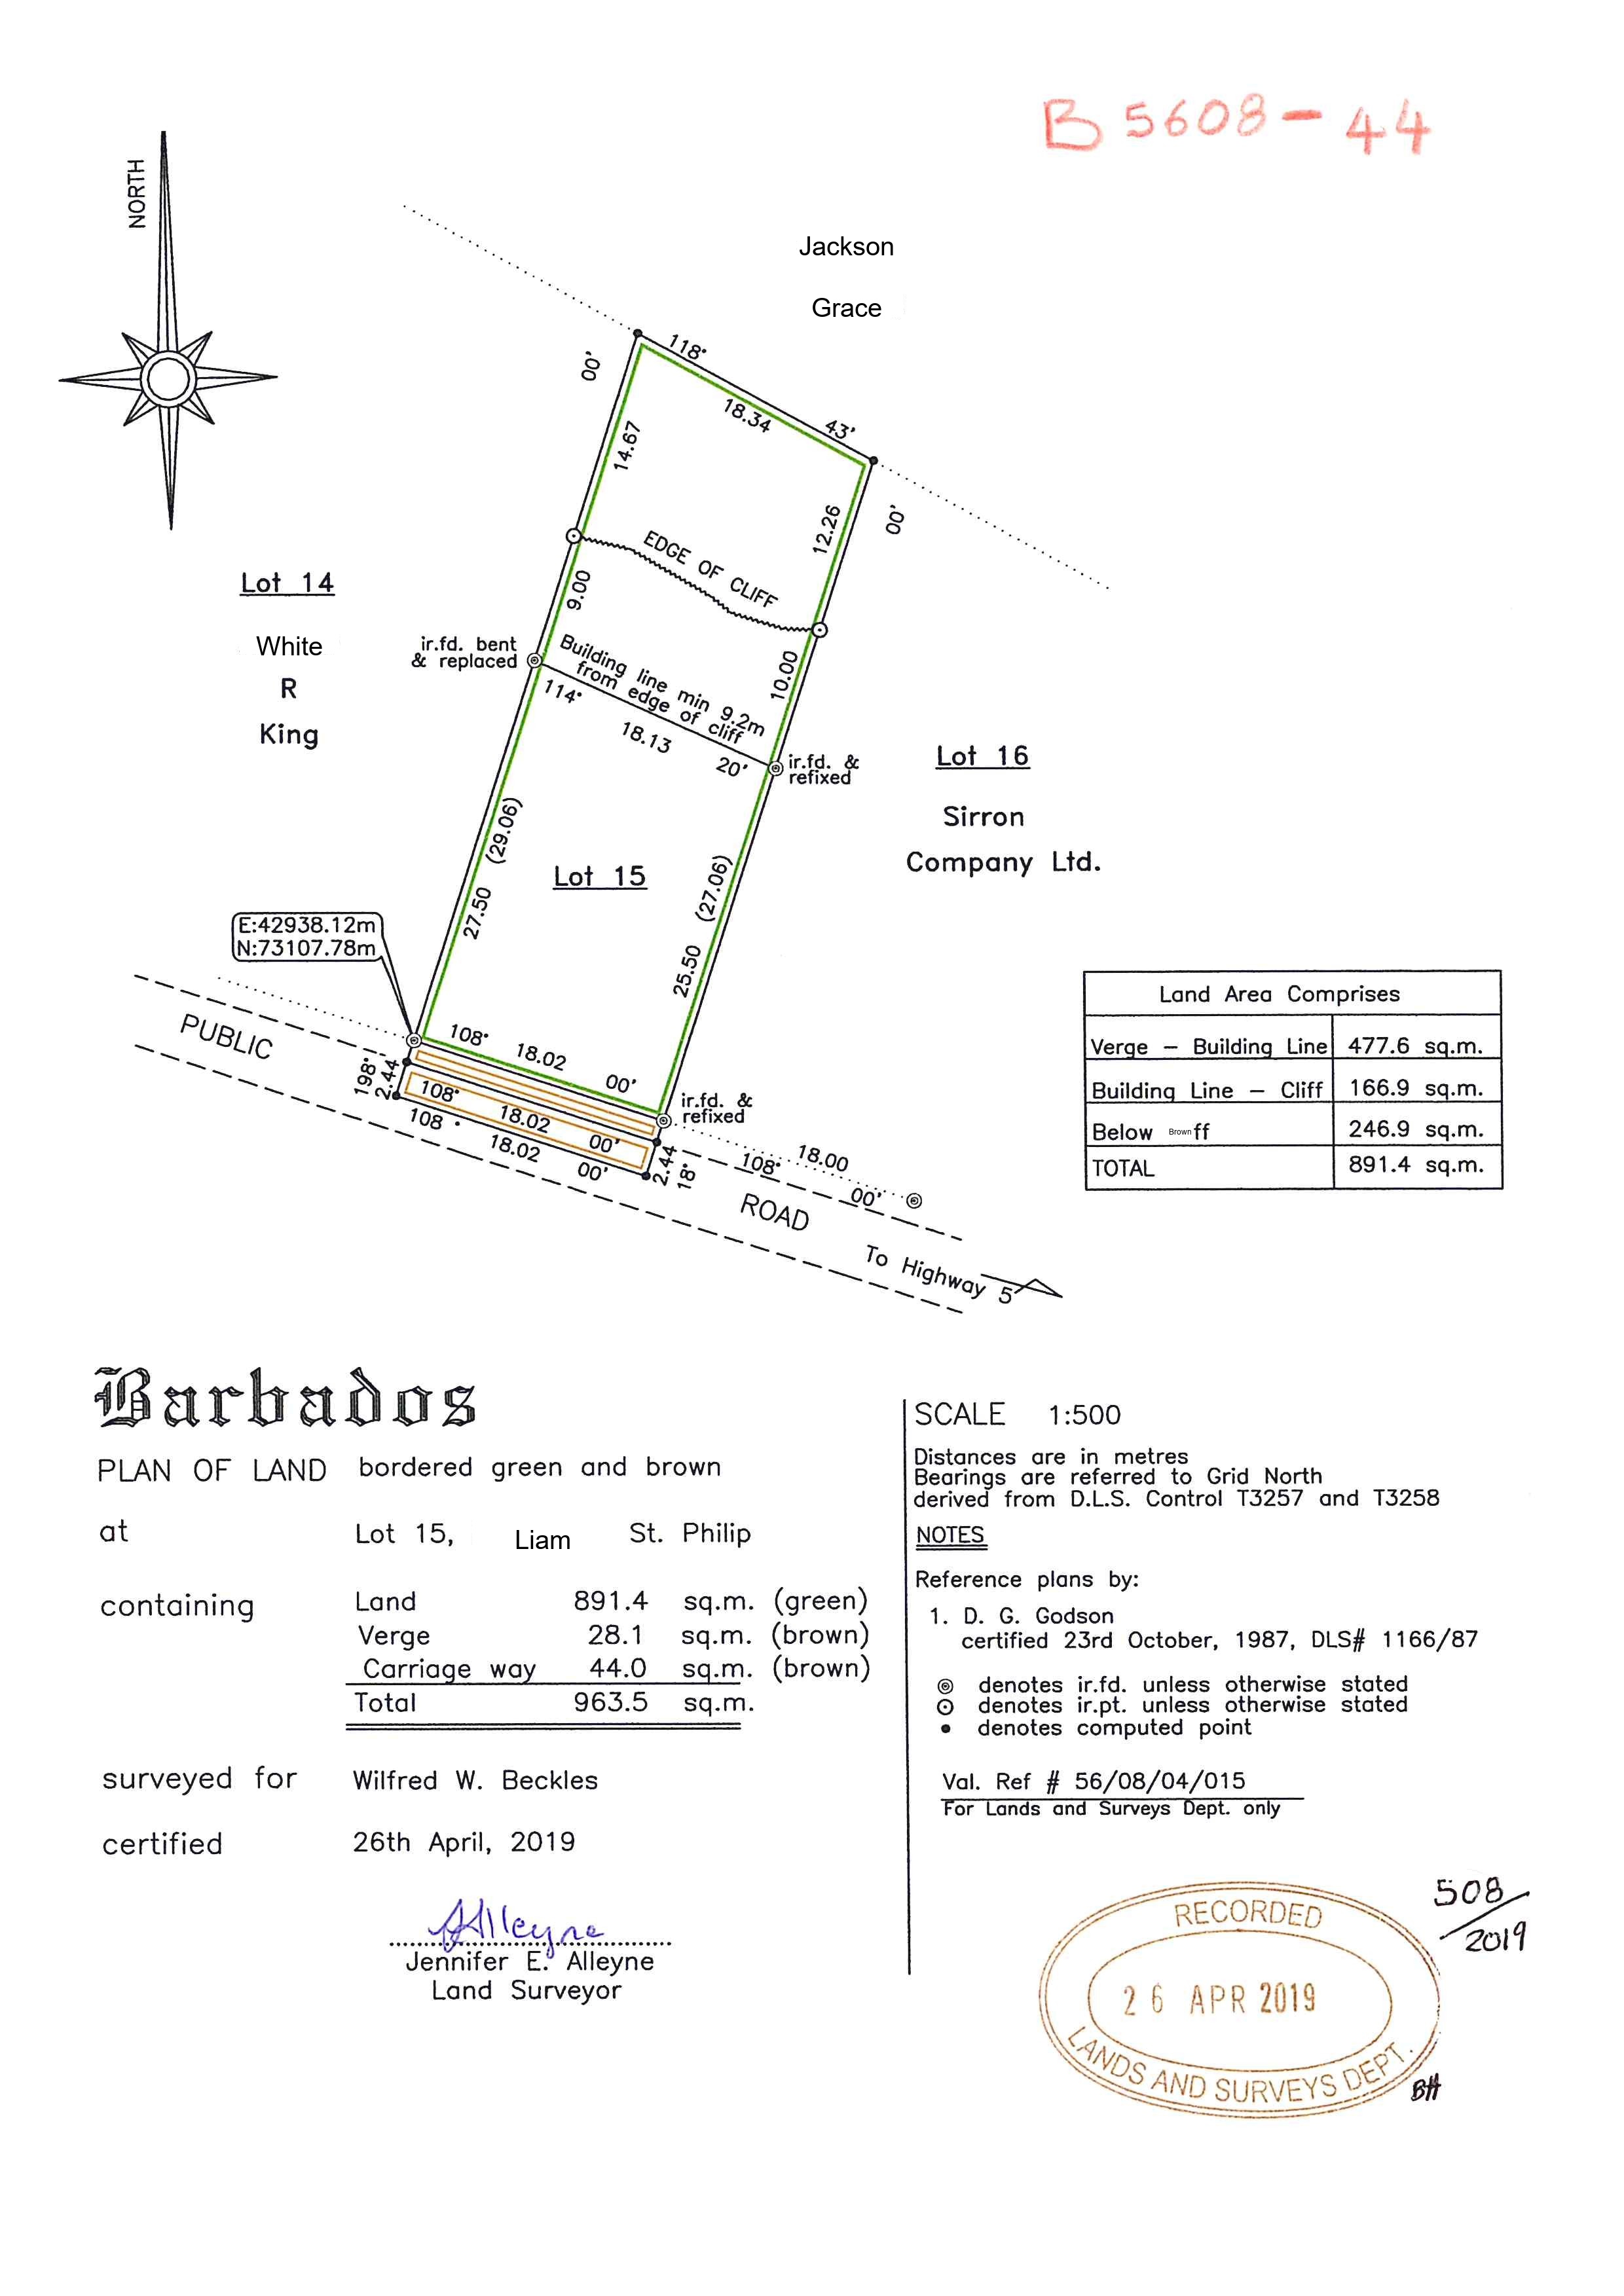 B 5608-44
NORTH
Jackson
Grace
118°
00'
18.34
43'
14.67
12.26
00'
EDGE OF CLIFF
Lot 14
White
R
King
9.00
ir.fd. bent
& replaced
Building line min 9.2m
from edge of cliff
10.00
114°
18.13
20'
ir.fd. &
refixed
Lot 16
Sirron
Company Ltd.
(29.06)
27.50
Lot 15
(27.06)
25.50
E:42938.12m
N:73107.78m
PUBLIC
108°
18.02
00'
198°
2.44
108°
18.02
00'
ir.fd. &
refixed
108°
18.02
00'
2.44
18°
108°
18.00
00'
ROAD
To Highway 5
Land Area Comprises
Verge - Building Line 477.6 sq.m.
Building Line - Cliff 166.9 sq.m.
Below Brown ff 246.9 sq.m.
TOTAL 891.4 sq.m.
Barbados
PLAN OF LAND bordered green and brown
at Lot 15, Liam St. Philip
containing Land 891.4 sq.m. (green)
Verge 28.1 sq.m. (brown)
Carriage way 44.0 sq.m. (brown)
Total 963.5 sq.m.
surveyed for Wilfred W. Beckles
certified 26th April, 2019
JAlleyne
Jennifer E. Alleyne
Land Surveyor
SCALE 1:500
Distances are in metres
Bearings are referred to Grid North
derived from D.L.S. Control T3257 and T3258
NOTES
Reference plans by:
1. D. G. Godson
certified 23rd October, 1987, DLS# 1166/87
denotes ir.fd. unless otherwise stated
denotes ir.pt. unless otherwise stated
denotes computed point
Val. Ref # 56/08/04/015
For Lands and Surveys Dept. only
508/2019
RECORDED
26 APR 2019
LANDS AND SURVEYS DEPT.
BH